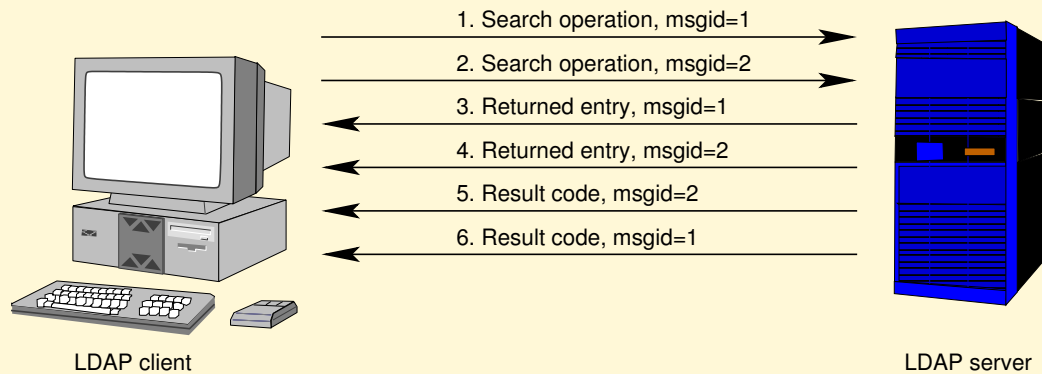 1. Search operation, msgid=1
2. Search operation, msgid=2
3. Returned entry, msgid=1
4. Returned entry, msgid=2
5. Result code, msgid=2
6. Result code, msgid=1
LDAP client
LDAP server